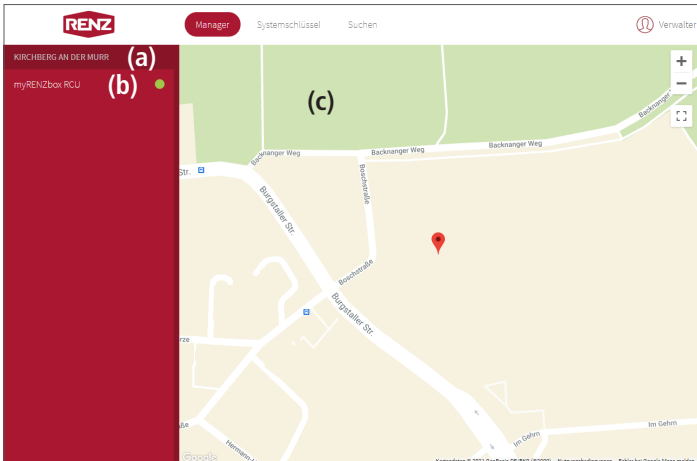 RENZ
Manager
Systemschlüssel
Suchen
Verwalter
KIRCHBERG AN DER MURR
(a)
myRENZbox RCU
(b)
(c)
+
−
Backnanger
Backnanger Weg
Backnanger Weg
Backnanger Weg
Str.
Boschstraße
Burgstaller Str.
Boschstraße
Burgstaller Str.
Im Gehrn
Im Gehrn
Google